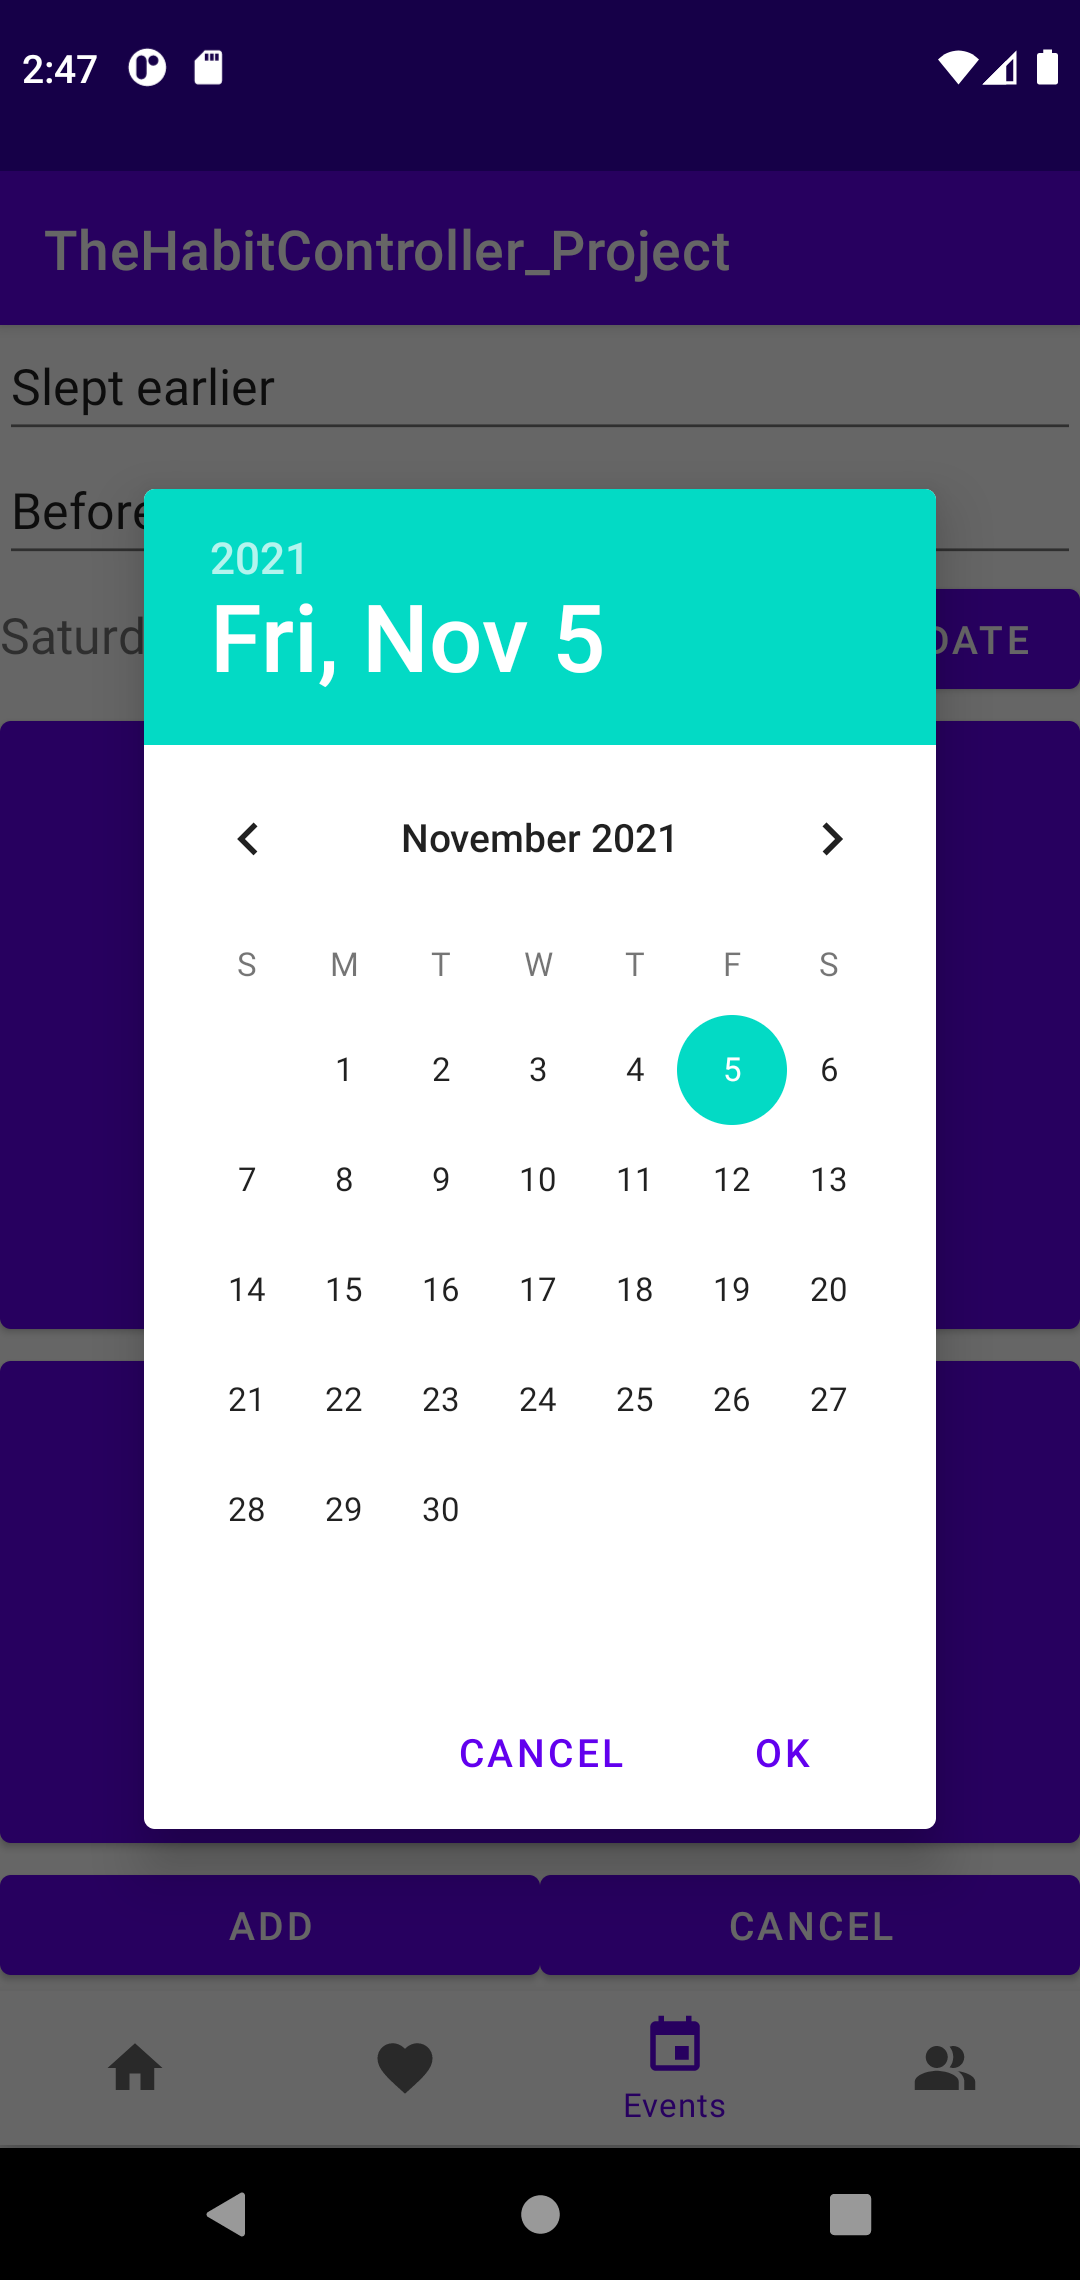 2:47
TheHabitController_Project
Slept earlier
Before
2021
Fri, Nov 5
November 2021
S M T W T F S
1 2 3 4 5 6
7 8 9 10 11 12 13
14 15 16 17 18 19 20
21 22 23 24 25 26 27
28 29 30
CANCEL OK
ADD CANCEL
Events